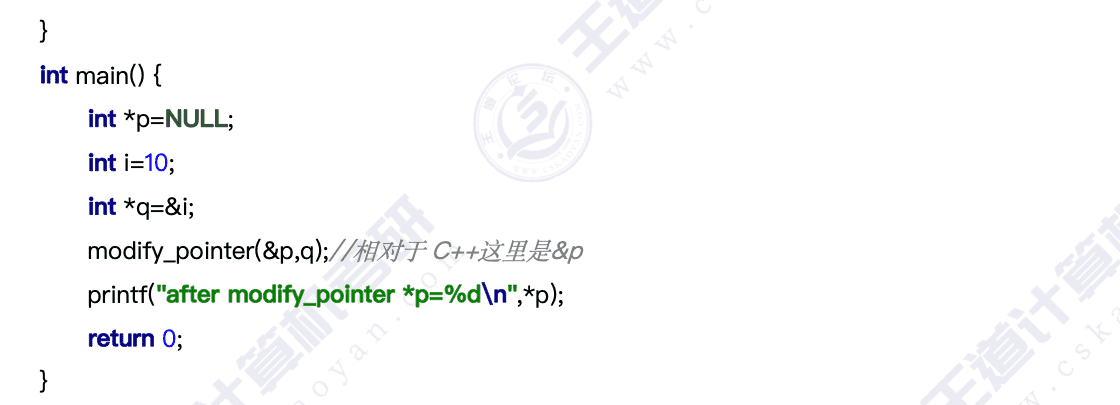 }
int main() {
int *p=NULL;
int i=10;
int *q=&i;
modify_pointer(&p,q);//相对于 C++这里是&p
printf("after modify_pointer *p=%d\n",*p);
return 0;
}